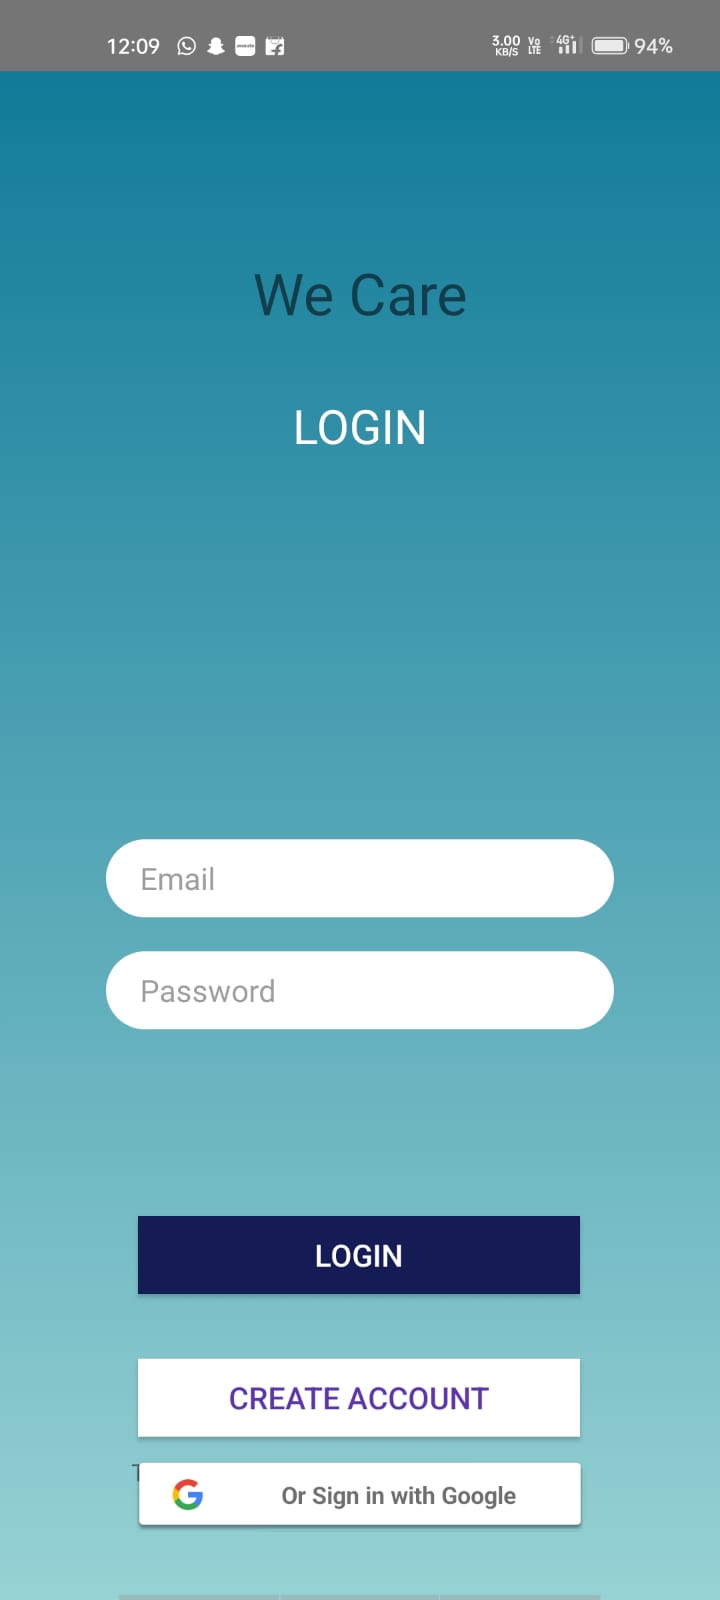 12:09
3.00 KB/S VO LTE 4G+ 94%
We Care
LOGIN
Email
Password
LOGIN
CREATE ACCOUNT
T
Or Sign in with Google